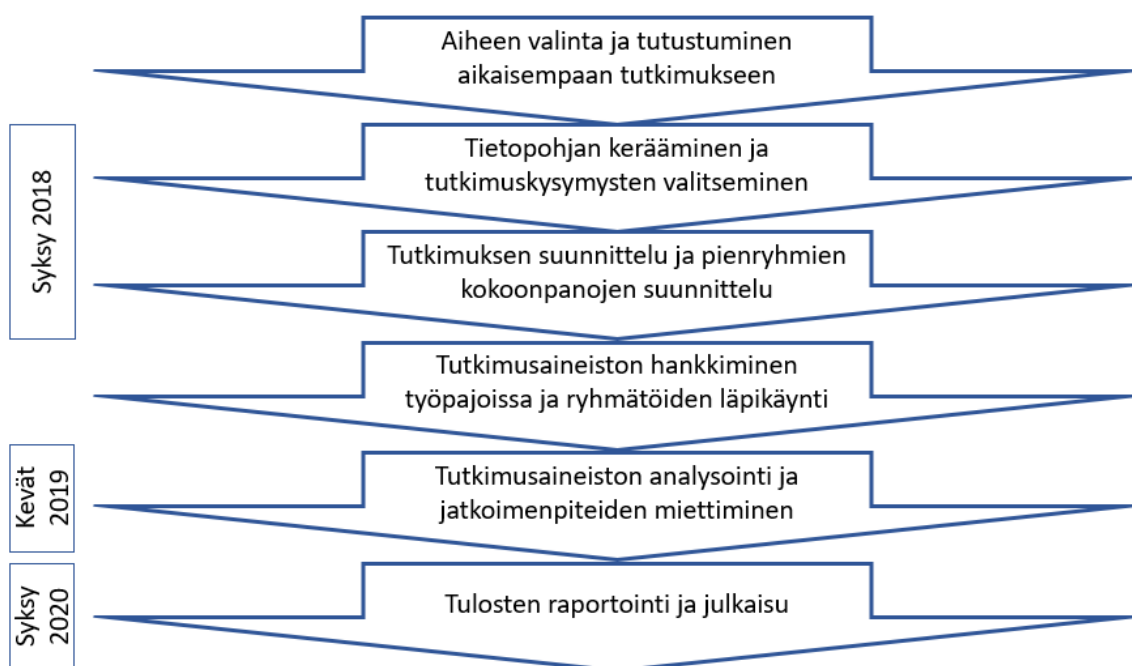 Aiheen valinta ja tutustuminen
aikaisempaan tutkimukseen
Syksy 2018
Tietopohjan kerääminen ja
tutkimuskysymysten valitseminen
Tutkimuksen suunnittelu ja pienryhmien
kokoonpanojen suunnittelu
Tutkimusaineiston hankkiminen
työpajoissa ja ryhmätöiden läpikäynti
Kevät
2019
Tutkimusaineiston analysointi ja
jatkoimenpiteiden miettiminen
Syksy
2020
Tulosten raportointi ja julkaisu